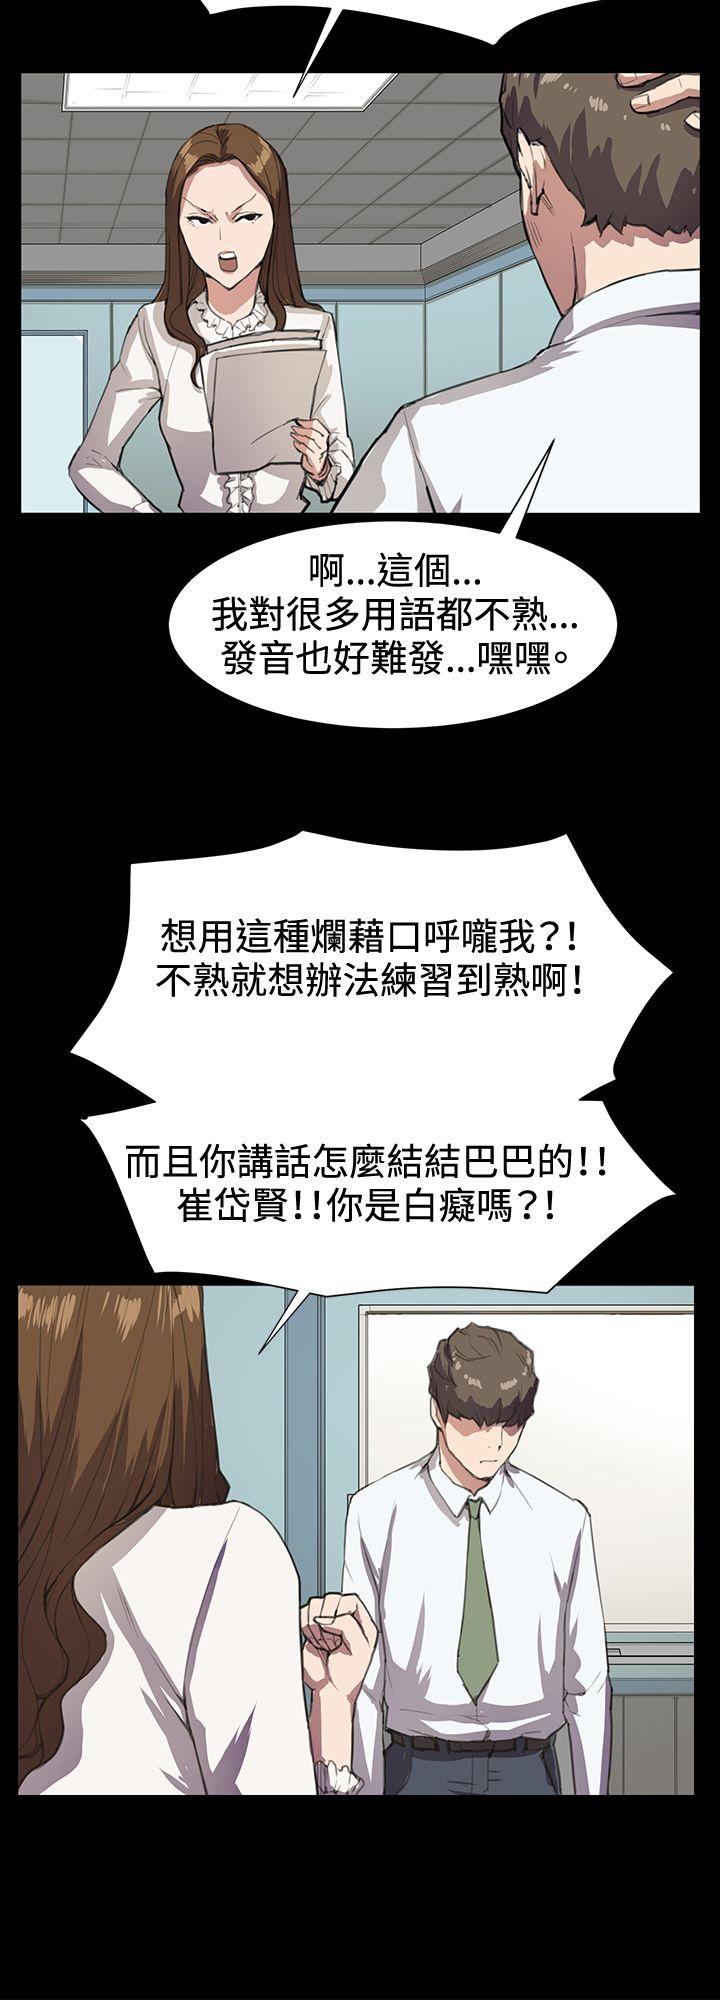 啊...這個...
我對很多用語都不熟...
發音也好難發...嘿嘿。
想用這種爛藉口呼嚨我?!
不熟就想辦法練習到熟啊!
而且你講話怎麼結結巴巴的!!
崔岱賢!!你是白癡嗎?!